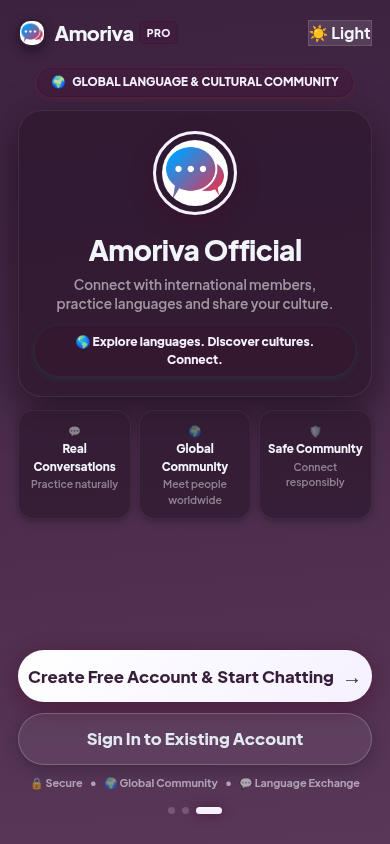 Amoriva PRO
☀️ Light
🌍 GLOBAL LANGUAGE & CULTURAL COMMUNITY
Amoriva Official
Connect with international members,
practice languages and share your culture.
🌎 Explore languages. Discover cultures.
Connect.
💬
Real
Conversations
Practice naturally
🌍
Global
Community
Meet people
worldwide
🛡️
Safe Community
Connect
responsibly
Create Free Account & Start Chatting →
Sign In to Existing Account
🔒 Secure • 🌍 Global Community • 💬 Language Exchange